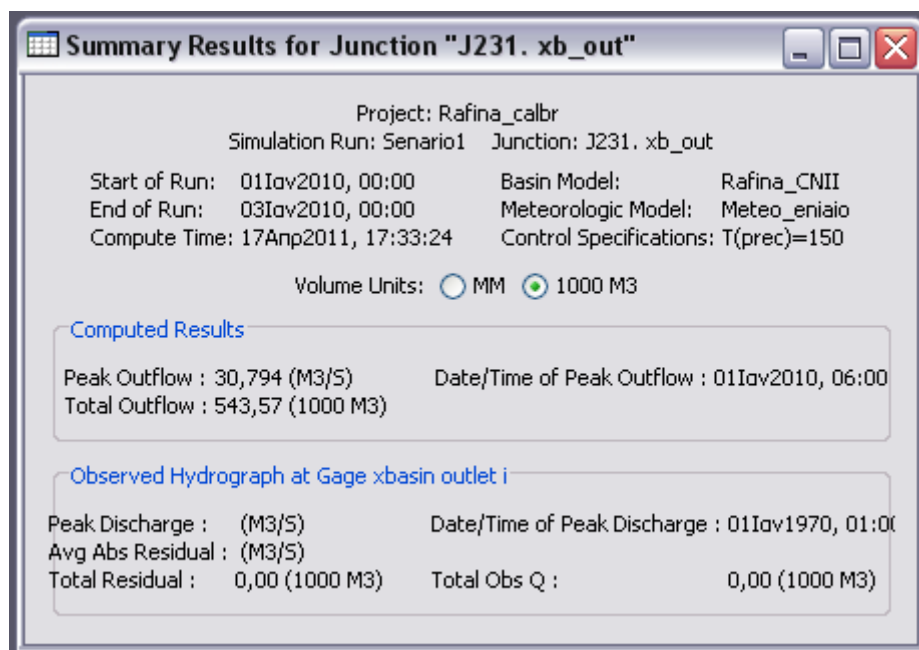 Summary Results for Junction "J231. xb_out"
Project: Rafina_calbr
Simulation Run: Senario1 Junction: J231. xb_out
Start of Run: 01Ιαν2010, 00:00 Basin Model: Rafina_CNII
End of Run: 03Ιαν2010, 00:00 Meteorologic Model: Meteo_eniaio
Compute Time: 17Απρ2011, 17:33:24 Control Specifications: T(prec)=150
Volume Units: MM 1000 M3
Computed Results
Peak Outflow : 30,794 (M3/S) Date/Time of Peak Outflow : 01Ιαν2010, 06:00
Total Outflow : 543,57 (1000 M3)
Observed Hydrograph at Gage xbasin outlet i
Peak Discharge : (M3/S) Date/Time of Peak Discharge : 01Ιαν1970, 01:00
Avg Abs Residual : (M3/S)
Total Residual : 0,00 (1000 M3) Total Obs Q : 0,00 (1000 M3)